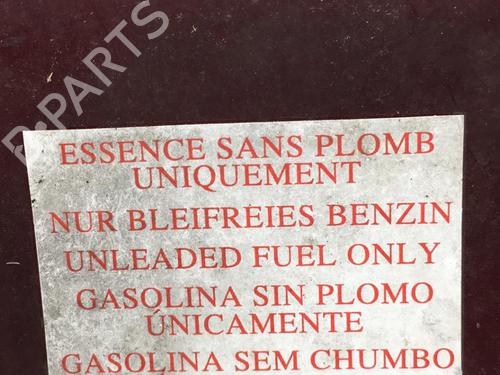 B-PARTS
ESSENCE SANS PLOMB
UNIQUEMENT
NUR BLEIFREIES BENZIN
UNLEADED FUEL ONLY
GASOLINA SIN PLOMO
ÚNICAMENTE
GASOLINA SEM CHUMBO